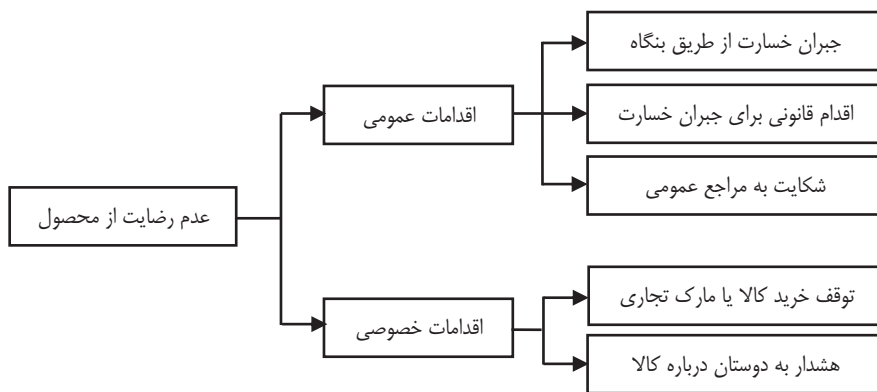 جبران خسارت از طریق بنگاه
اقدامات عمومی
اقدام قانونی برای جبران خسارت
شکایت به مراجع عمومی
عدم رضایت از محصول
توقف خرید کالا یا مارک تجاری
اقدامات خصوصی
هشدار به دوستان درباره کالا